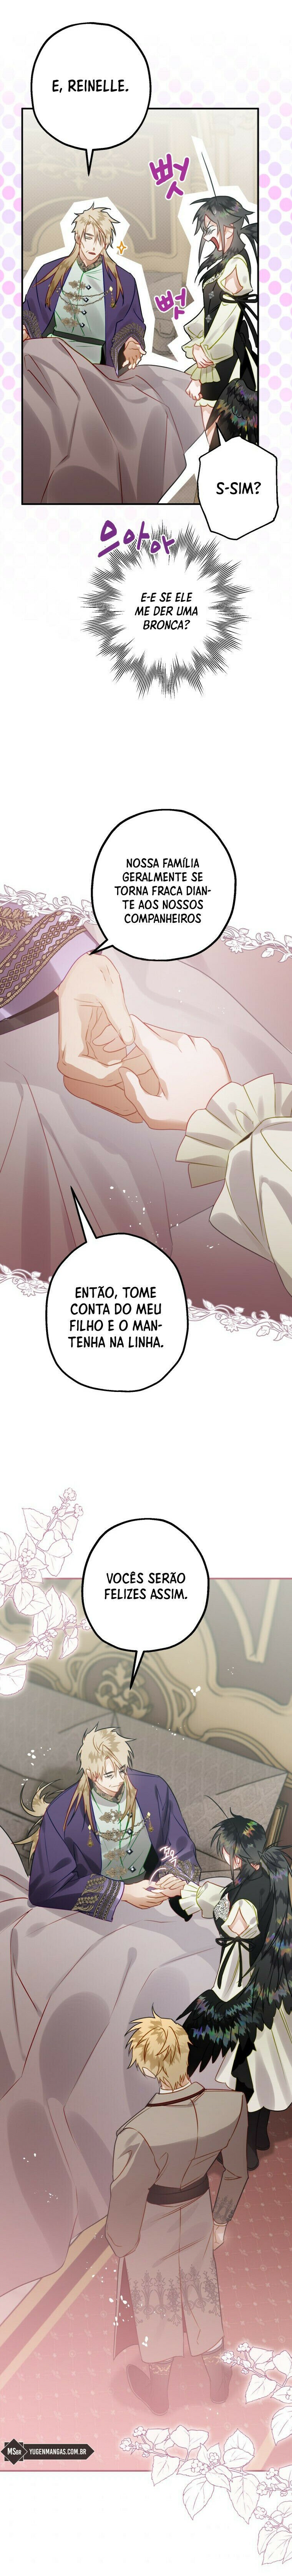 E, REINELLE.
뻣
뻣
S-SIM?
으아아
E-E SE ELE
ME DER UMA
BRONCA?
NOSSA FAMÍLIA
GERALMENTE SE
TORNA FRACA DIAN-
TE AOS NOSSOS
COMPANHEIROS
ENTÃO, TOME
CONTA DO MEU
FILHO E O MAN-
TENHA NA LINHA.
VOCÊS SERÃO
FELIZES ASSIM.
MSBR
YUGENMANGAS.COM.BR